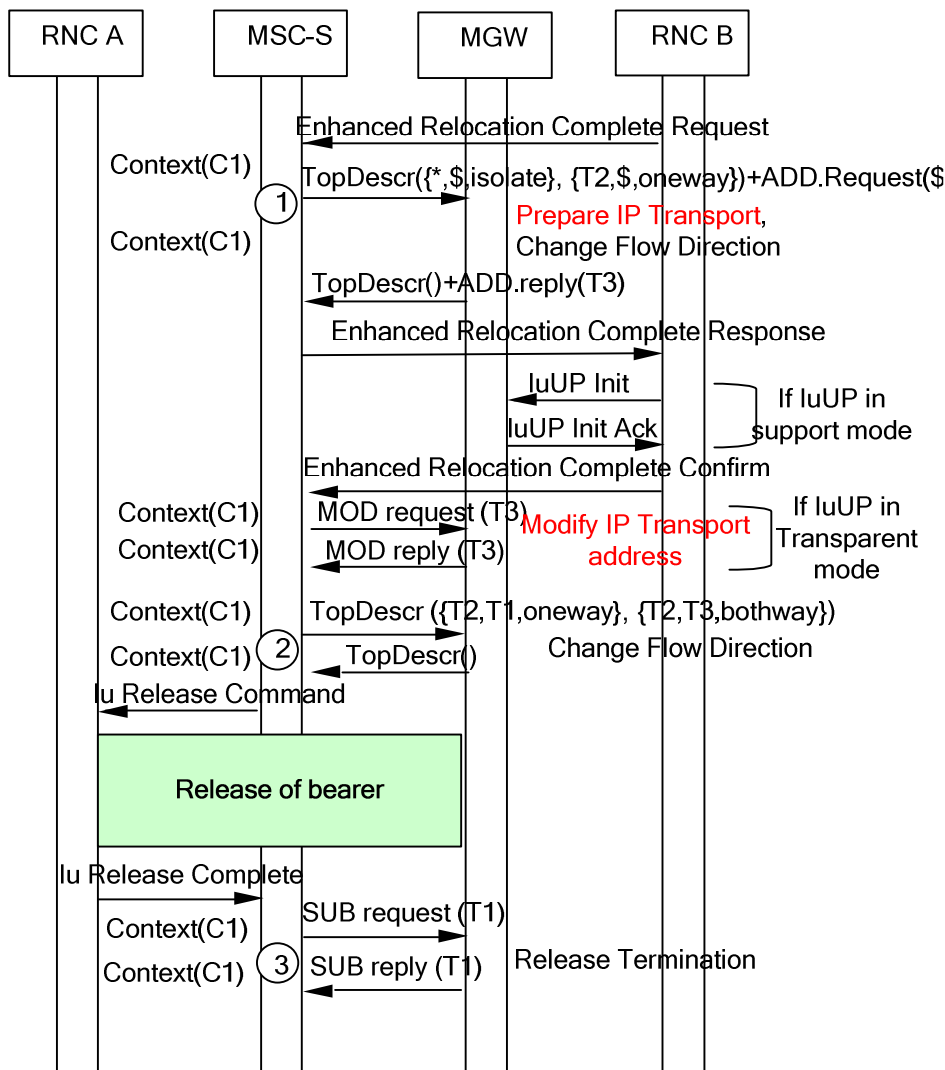 RNC A
MSC-S
MGW
RNC B
Enhanced Relocation Complete Request
Context(C1)
TopDescr({*,$,isolate}, {T2,$,oneway})+ADD.Request($
1
Prepare IP Transport,
Context(C1)
Change Flow Direction
TopDescr()+ADD.reply(T3)
Enhanced Relocation Complete Response
IuUP Init
If IuUP in
support mode
IuUP Init Ack
Enhanced Relocation Complete Confirm
Context(C1)
MOD request (T3)
Modify IP Transport
address
If IuUP in
Transparent
mode
Context(C1)
MOD reply (T3)
Context(C1)
TopDescr ({T2,T1,oneway}, {T2,T3,bothway})
2
Change Flow Direction
Context(C1)
TopDescr()
Iu Release Command
Release of bearer
Iu Release Complete
SUB request (T1)
Context(C1)
3
Release Termination
Context(C1)
SUB reply (T1)